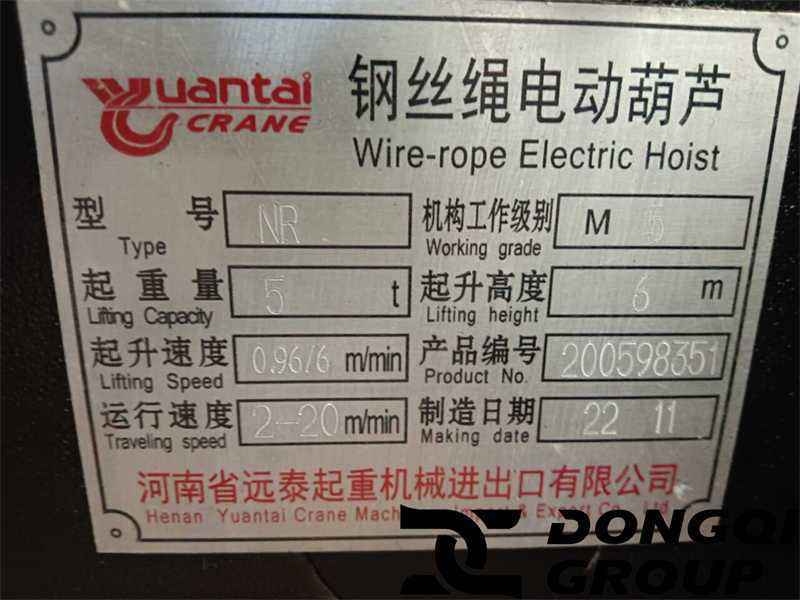 Yuantai CRANE
钢丝绳电动葫芦
Wire-rope Electric Hoist
型 号 NR 机构工作级别 M 5
Type Working grade
起重量 5 t 起升高度 6 m
Lifting Capacity Lifting height
起升速度 0.96/6 m/min 产品编号 200598351
Lifting Speed Product No.
运行速度 2-20 m/min 制造日期 22 11
Traveling speed Making date
河南省远泰起重机械进出口有限公司
Henan Yuantai Crane Mach Import & Export Co., Ltd
DONGQI
GROUP